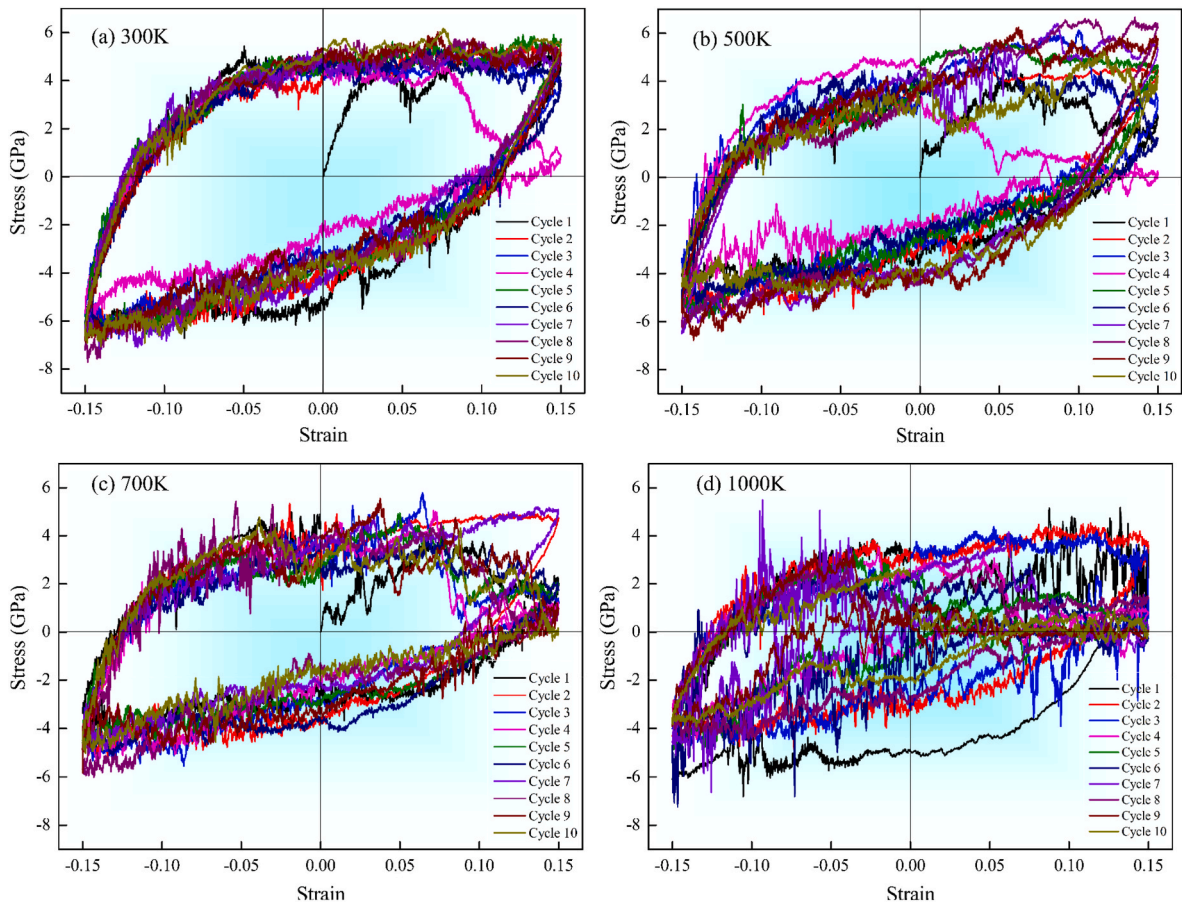 (a) 300K
6
4
2
0
-2
-4
-6
-8
Stress (GPa)
-0.15
-0.10
-0.05
0.00
0.05
0.10
0.15
Strain
Cycle 1
Cycle 2
Cycle 3
Cycle 4
Cycle 5
Cycle 6
Cycle 7
Cycle 8
Cycle 9
Cycle 10
(b) 500K
6
4
2
0
-2
-4
-6
-8
Stress (GPa)
-0.15
-0.10
-0.05
0.00
0.05
0.10
0.15
Strain
Cycle 1
Cycle 2
Cycle 3
Cycle 4
Cycle 5
Cycle 6
Cycle 7
Cycle 8
Cycle 9
Cycle 10
(c) 700K
6
4
2
0
-2
-4
-6
-8
Stress (GPa)
-0.15
-0.10
-0.05
0.00
0.05
0.10
0.15
Strain
Cycle 1
Cycle 2
Cycle 3
Cycle 4
Cycle 5
Cycle 6
Cycle 7
Cycle 8
Cycle 9
Cycle 10
(d) 1000K
6
4
2
0
-2
-4
-6
-8
Stress (GPa)
-0.15
-0.10
-0.05
0.00
0.05
0.10
0.15
Strain
Cycle 1
Cycle 2
Cycle 3
Cycle 4
Cycle 5
Cycle 6
Cycle 7
Cycle 8
Cycle 9
Cycle 10